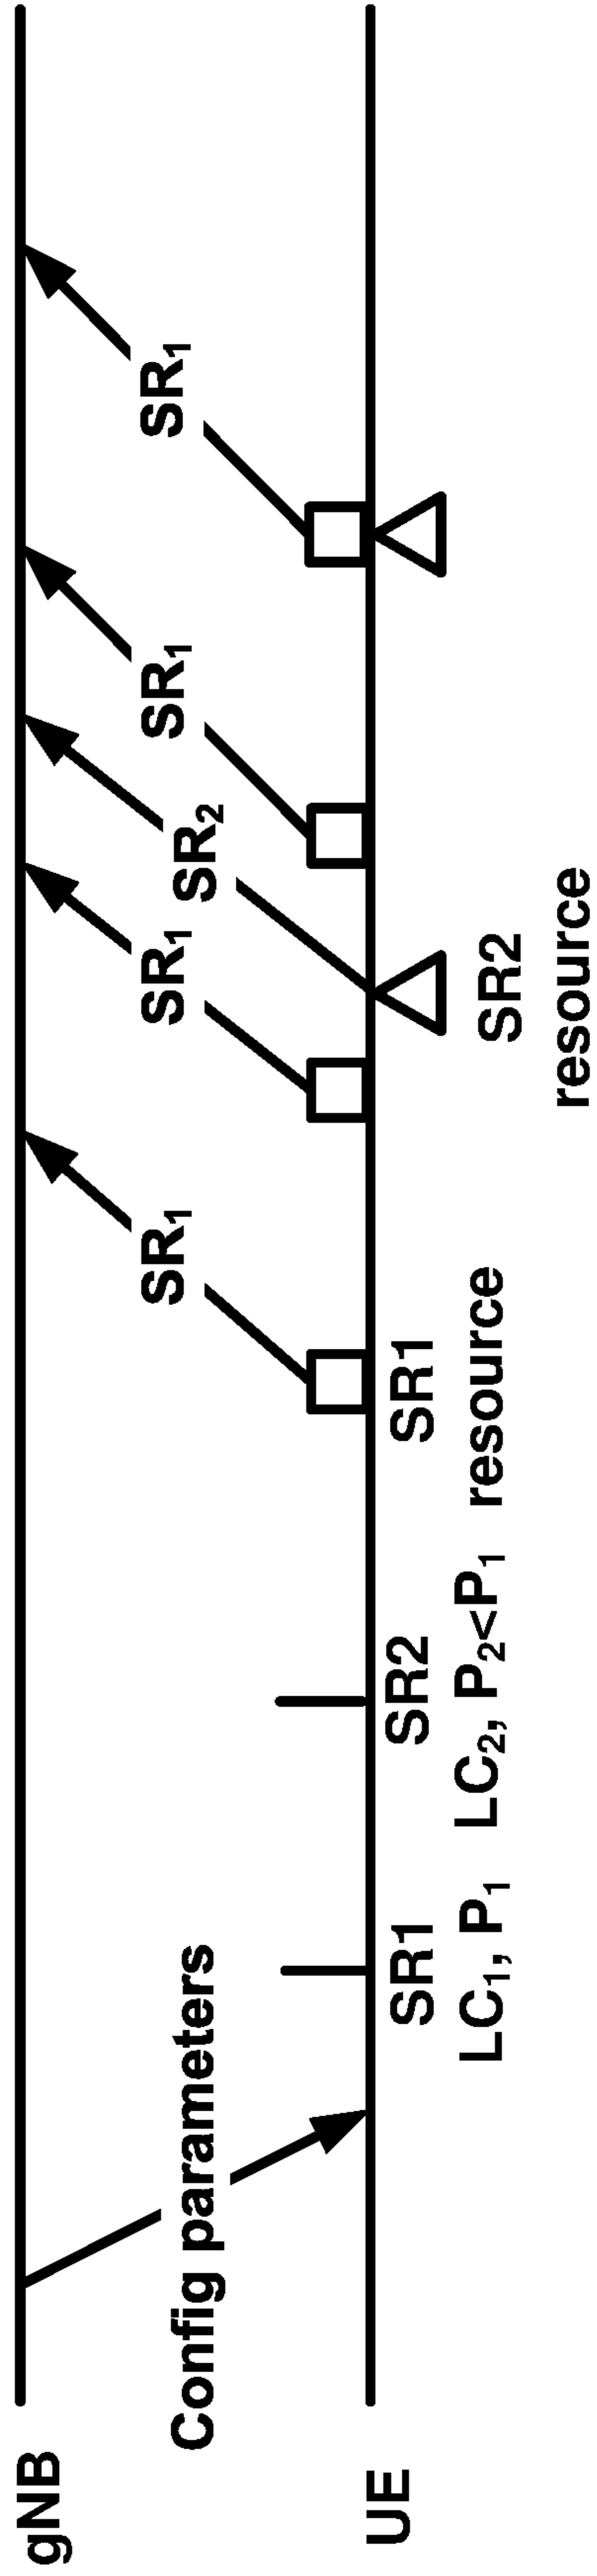 gNB
Config parameters
SR₁
SR₁
SR₂
SR₁
SR₁
UE
SR1
LC₁, P₁
SR2
LC₂, P₂<P₁
SR1
resource
SR2
resource